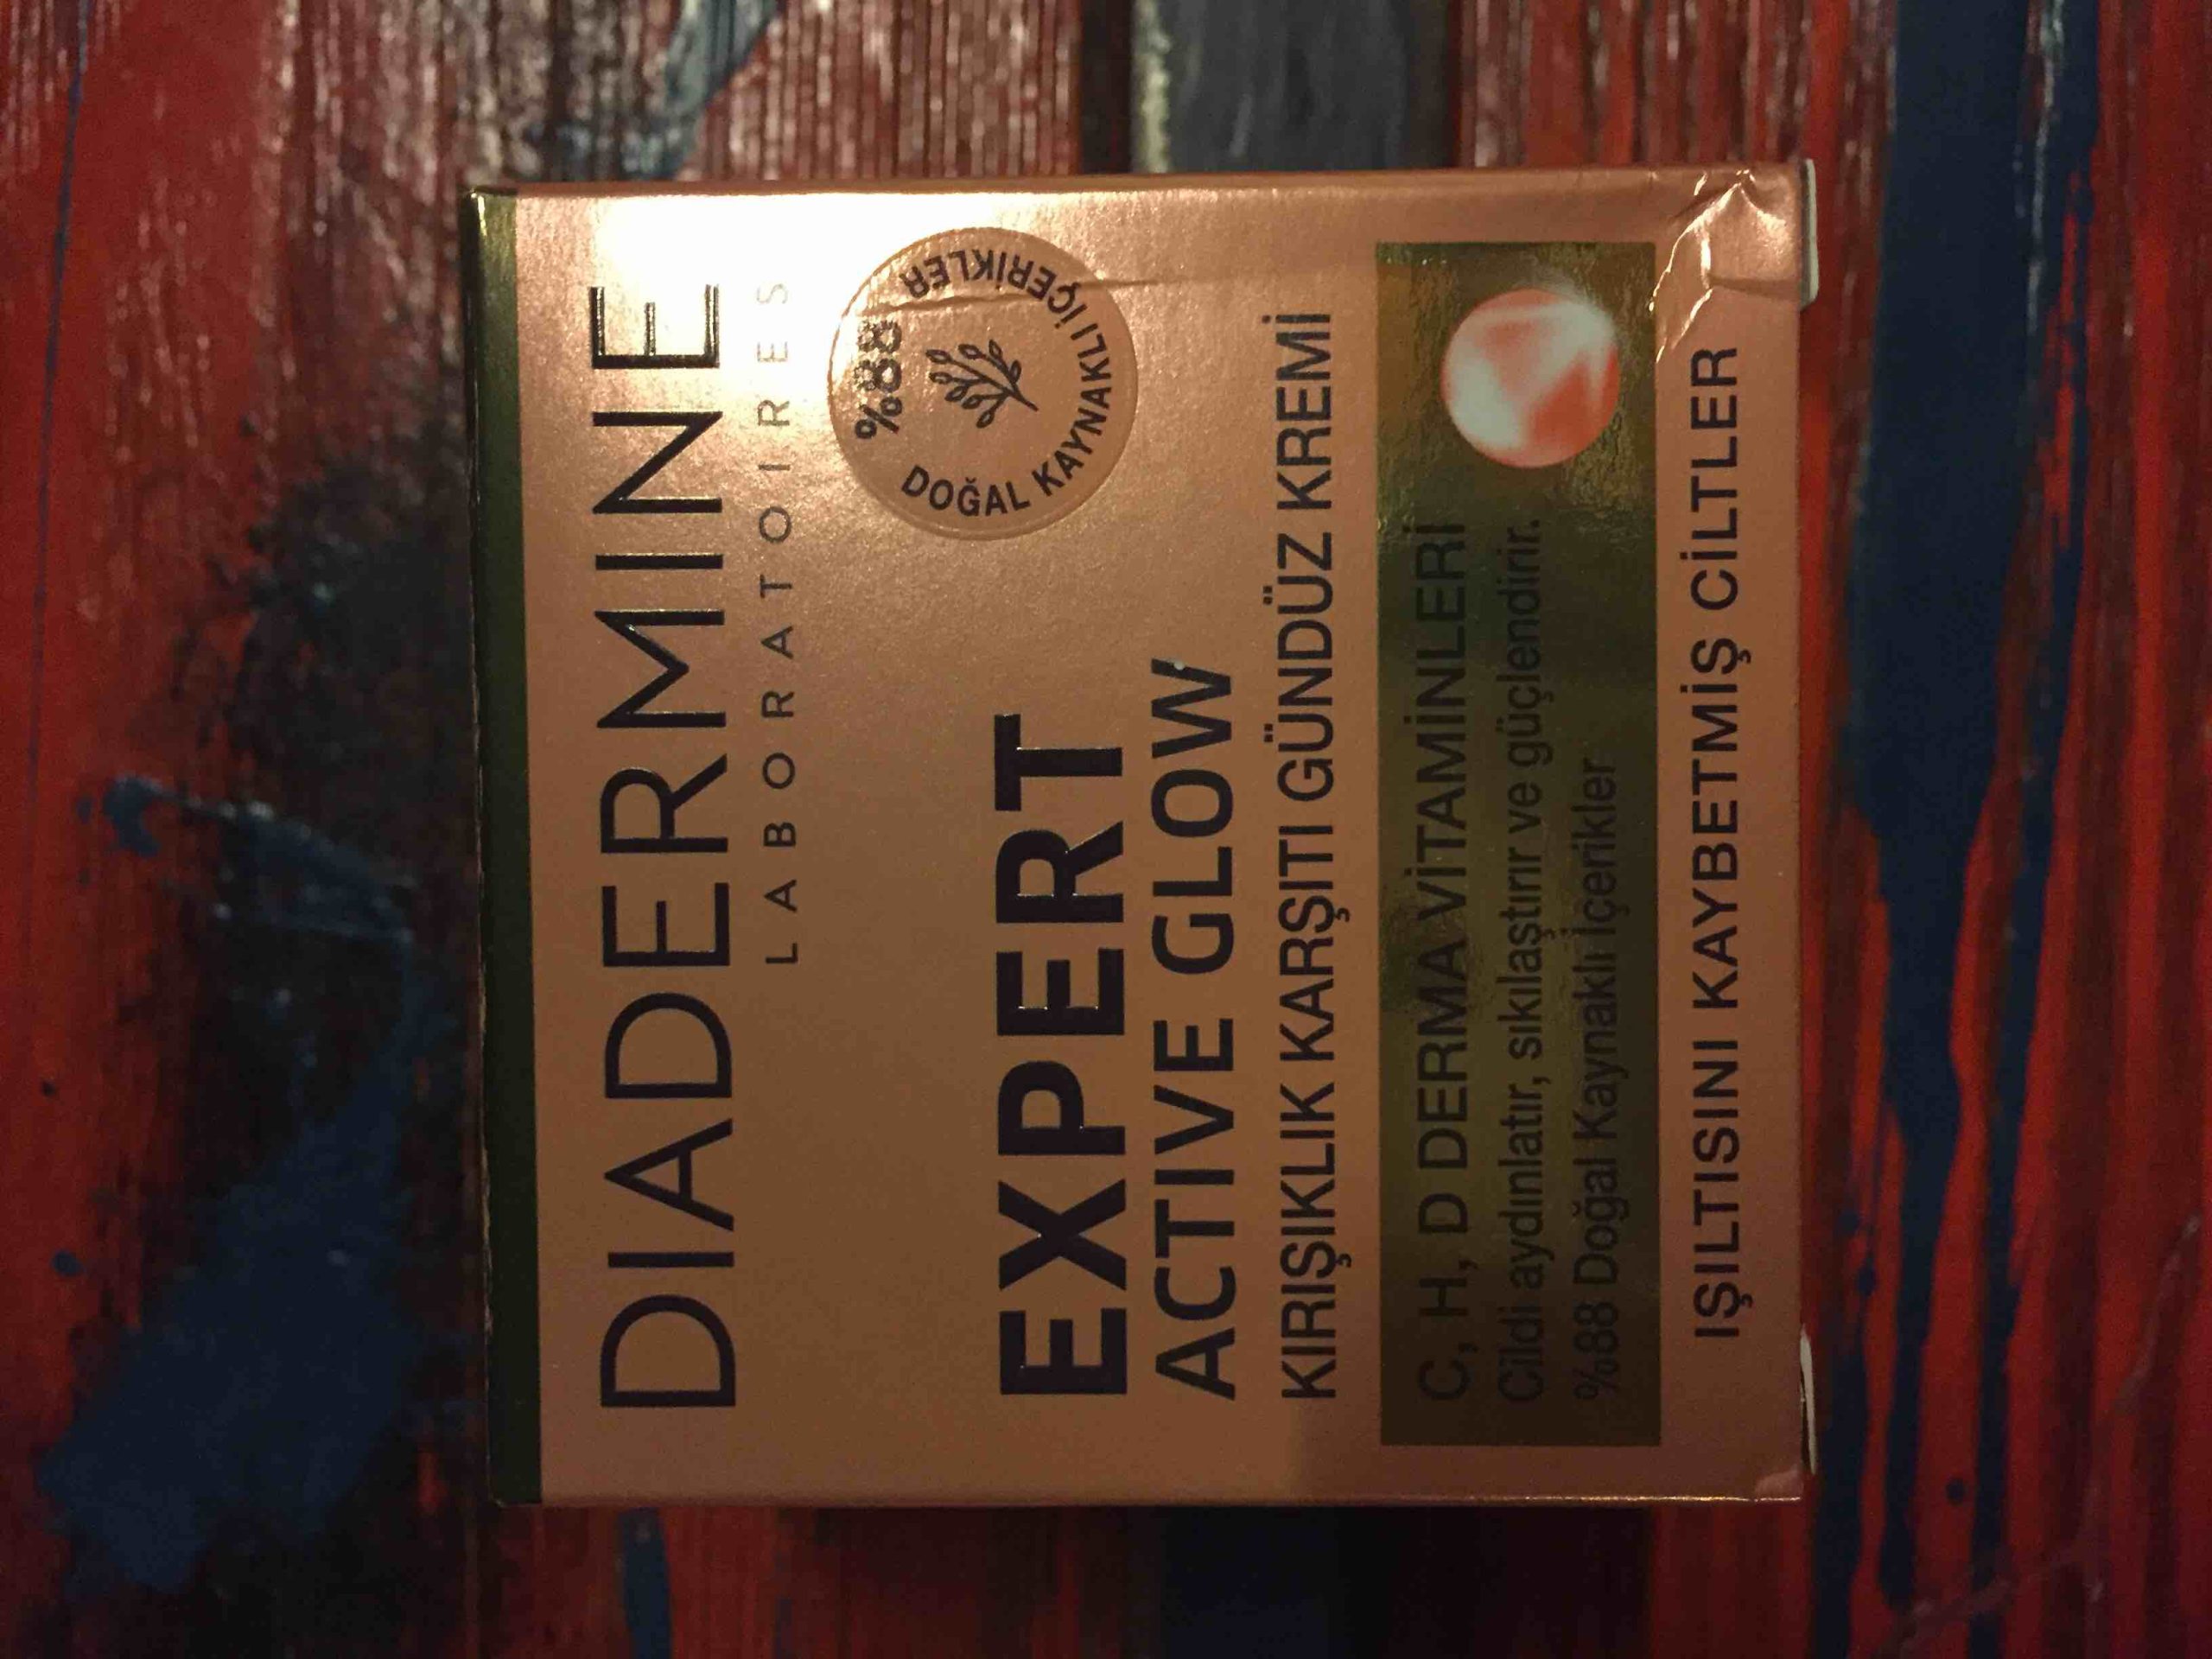 DIADERMINE
LABORATOIRES
%88
DOĞAL KAYNAKLI İÇERİKLER
EXPERT
ACTIVE GLOW
KIRIŞIKLIK KARŞITI GÜNDÜZ KREMİ
C, H, D DERMA VİTAMİNLERİ
Cildi aydınlatır, sıkılaştırır ve güçlendirir.
%88 Doğal Kaynaklı İçerikler
IŞILTISINI KAYBETMİŞ CİLTLER